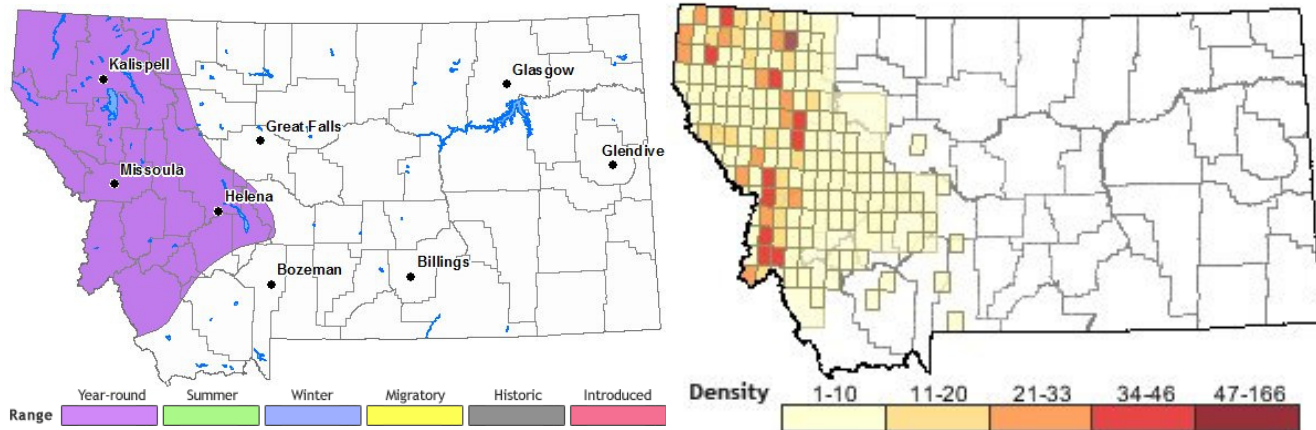 Kalispell
Glasgow
Great Falls
Glendive
Missoula
Helena
Bozeman
Billings
Range Year-round Summer Winter Migratory Historic Introduced
Density 1-10 11-20 21-33 34-46 47-166